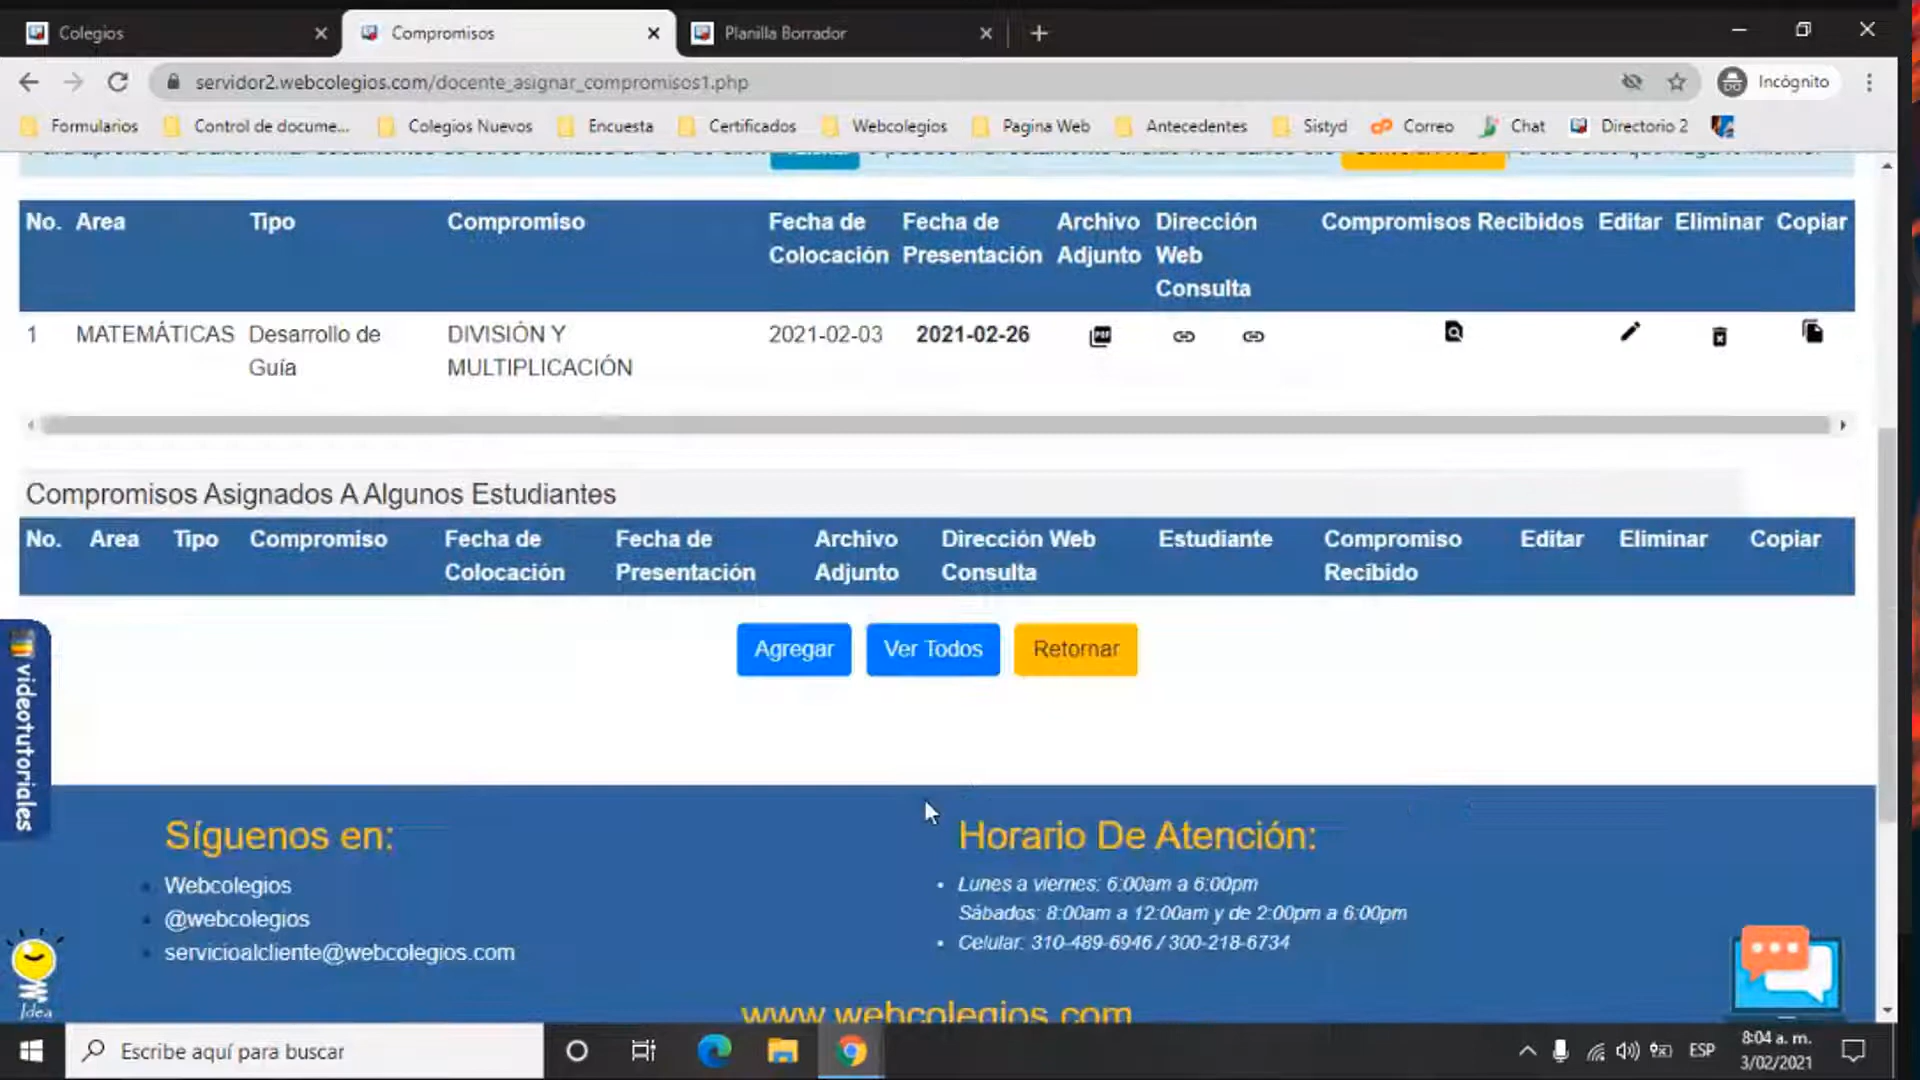 Colegios
Compromisos
Planilla Borrador
servidor2.webcolegios.com/docente_asignar_compromisos1.php
Incógnito
Formularios Control de docume... Colegios Nuevos Encuesta Certificados Webcolegios Pagina Web Antecedentes Sistyd Correo Chat Directorio 2
No. Area Tipo Compromiso Fecha de Fecha de Archivo Dirección Compromisos Recibidos Editar Eliminar Copiar
Colocación Presentación Adjunto Web
Consulta
1 MATEMÁTICAS Desarrollo de DIVISIÓN Y 2021-02-03 2021-02-26
Guía MULTIPLICACIÓN
Compromisos Asignados A Algunos Estudiantes
No. Area Tipo Compromiso Fecha de Fecha de Archivo Dirección Web Estudiante Compromiso Editar Eliminar Copiar
Colocación Presentación Adjunto Consulta Recibido
Agregar Ver Todos Retornar
videotutoriales
Síguenos en:
Webcolegios
@webcolegios
servicioalcliente@webcolegios.com
Horario De Atención:
Lunes a viernes: 6:00am a 6:00pm
Sábados: 8:00am a 12:00am y de 2:00pm a 6:00pm
Celular: 310-489-6946 / 300-218-6734
Idea
www.webcolegios.com
Escribe aquí para buscar
ESP
8:04 a. m.
3/02/2021